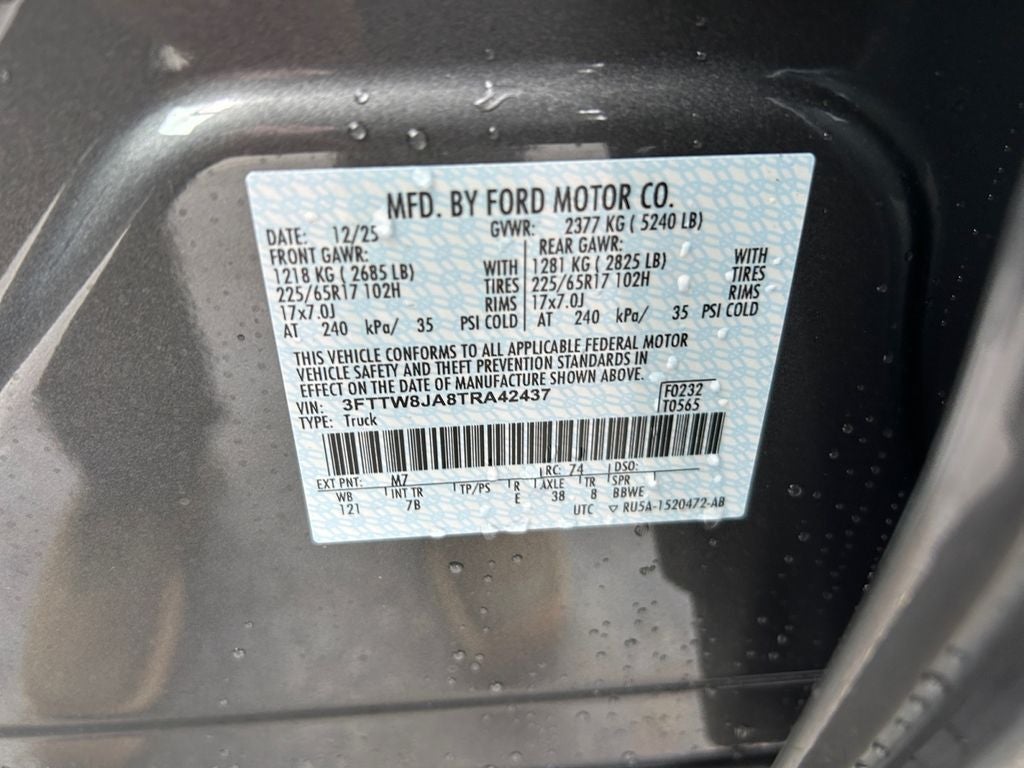 MFD. BY FORD MOTOR CO.
DATE: 12/25 GVWR: 2377 KG ( 5240 LB)
FRONT GAWR: REAR GAWR:
1218 KG ( 2685 LB) WITH 1281 KG ( 2825 LB) WITH
225/65R17 102H TIRES 225/65R17 102H TIRES
17x7.0J RIMS 17x7.0J RIMS
AT 240 kPa/ 35 PSI COLD AT 240 kPa/ 35 PSI COLD
THIS VEHICLE CONFORMS TO ALL APPLICABLE FEDERAL MOTOR
VEHICLE SAFETY AND THEFT PREVENTION STANDARDS IN
EFFECT ON THE DATE OF MANUFACTURE SHOWN ABOVE.
VIN: 3FTTW8JA8TRA42437 F0232
TYPE: Truck T0565
EXT PNT: M7 RC: 74 DSO:
WB INT TR TP/PS R AXLE TR SPR
121 7B E 38 8 BBWE
UTC ▽ RU5A-1520472-AB